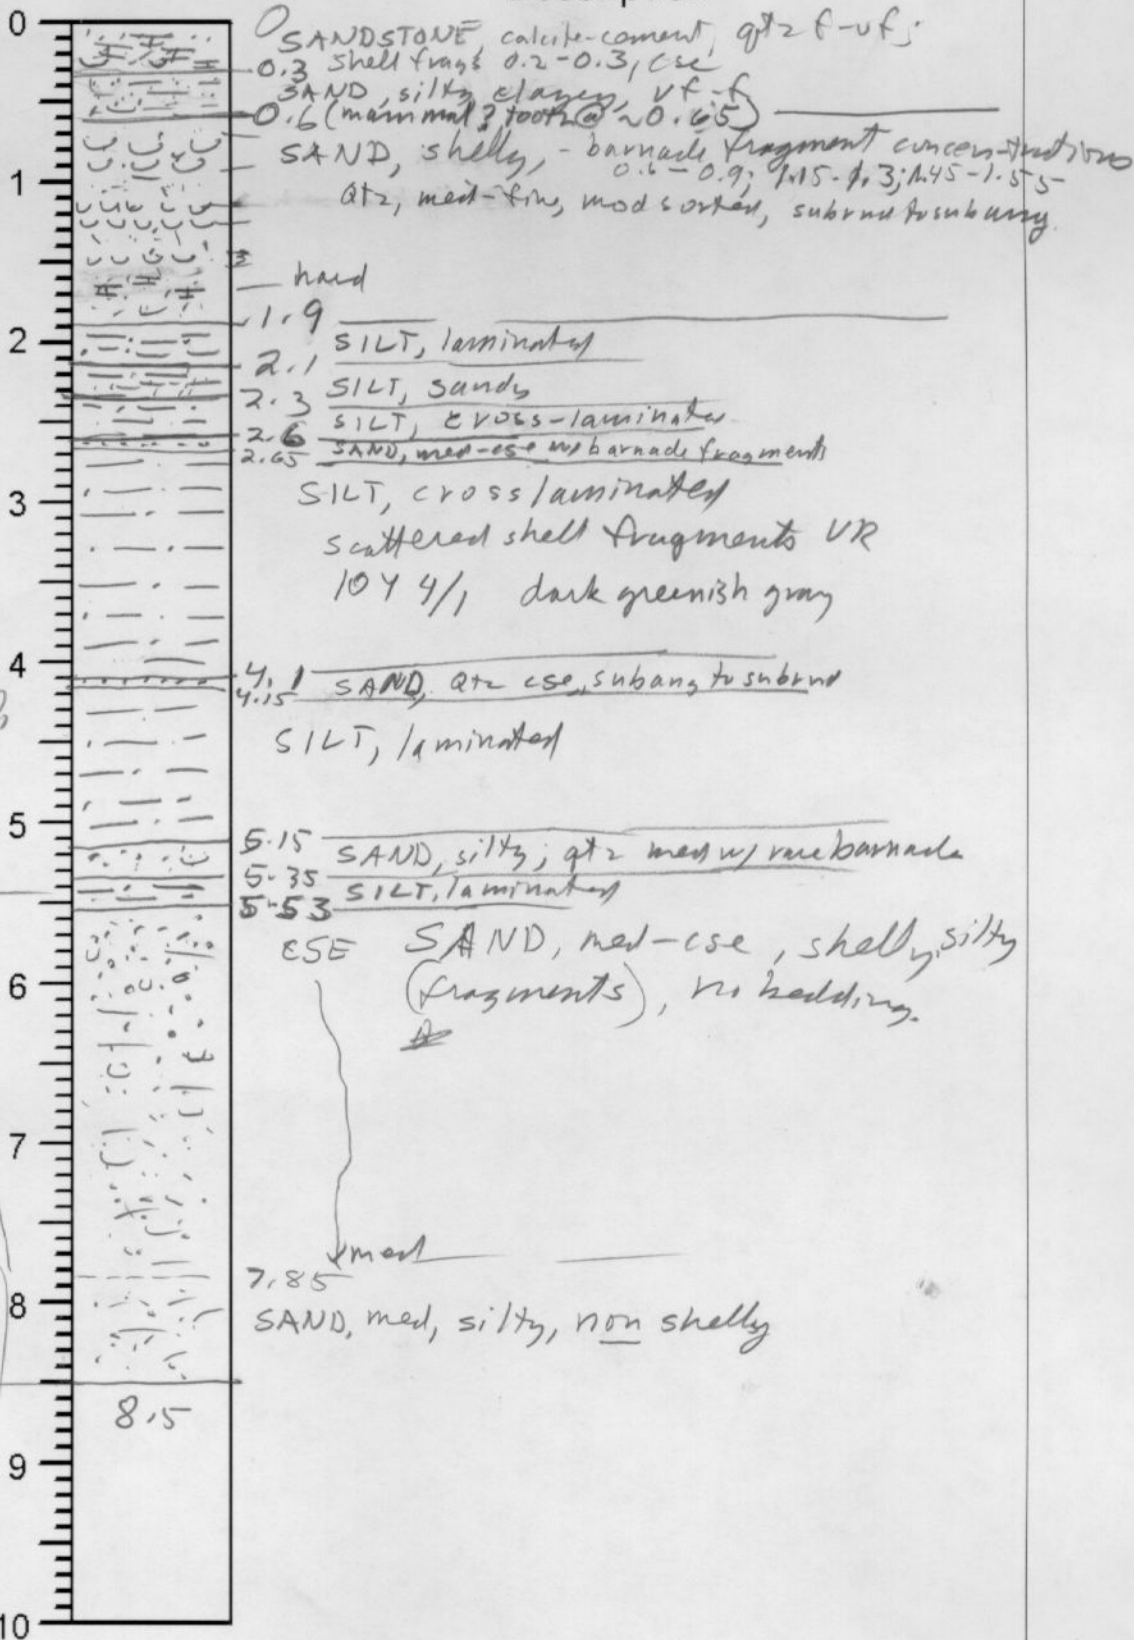 0
0
SANDSTONE, calcite-cement, qtz f-vf;
0.3 shell frags 0.2-0.3, cse
SAND, silty, clayey, vf-f
0.6 (mammal? tooth @ ~0.65)
SAND, shelly, - barnacle fragment concentrations
0.6-0.9; 1.15-1.3; 1.45-1.55
1
Qtz, med-fine, mod sorted, subrnd to subang.
hard
1.9
2
SILT, laminated
2.1
SILT, sandy
2.3
SILT, cross-laminated
2.6
2.65 SAND, med-cse w/ barnacle fragments
3
SILT, cross laminated
scattered shell fragments VR
10Y 4/1 dark greenish gray
4
4.1
4.15 SAND, Qtz cse, subang to subrnd
SILT, laminated
5
5.15 SAND, silty; qtz med w/ rare barnacle
5.35 SILT, laminated
5.53
CSE SAND, med-cse, shelly, silty
6
(fragments), no bedding.
7
med
7.85
8
SAND, med, silty, non shelly
8.5
9
10